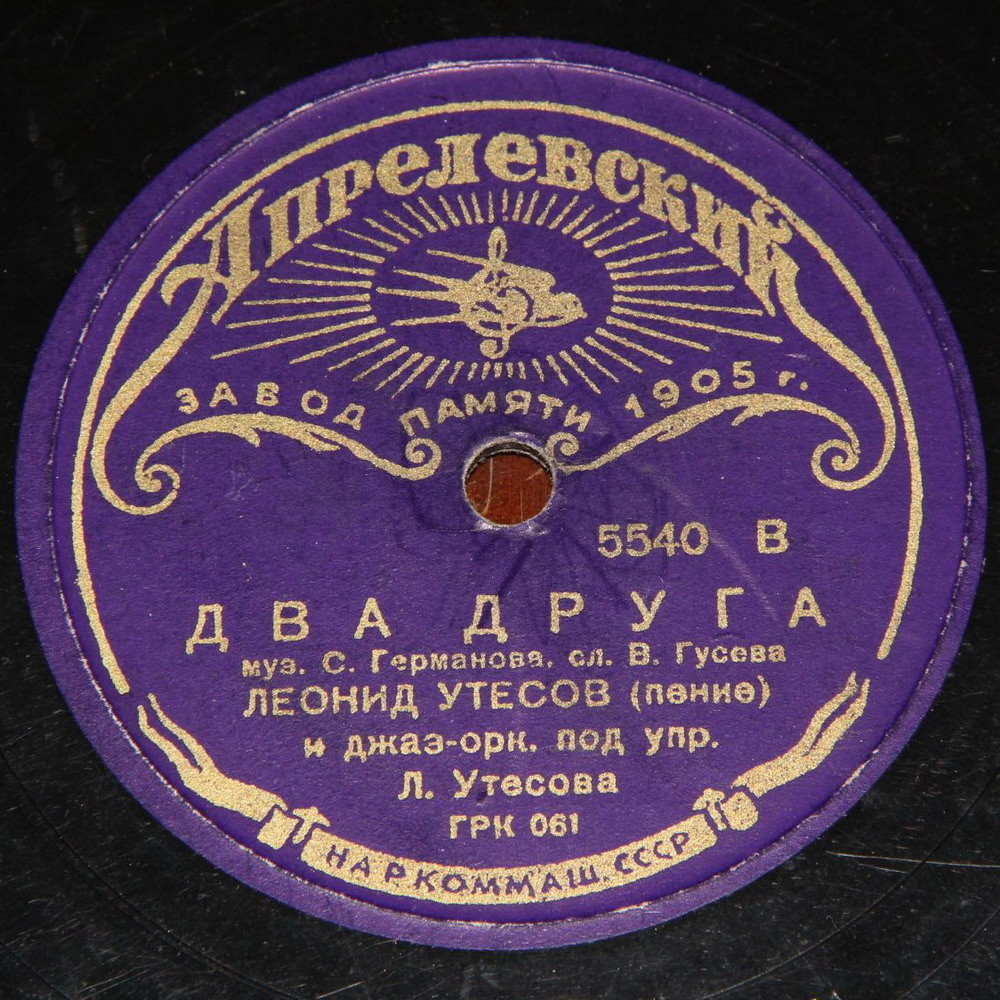 Апрелевский
ЗАВОД ПАМЯТИ 1905 г.
5540 В
ДВА ДРУГА
муз. С. Германова, сл. В. Гусева
ЛЕОНИД УТЕСОВ (пение)
и джаз-орк. под упр.
Л. Утесова
ГРК 061
НАРКОММАШ. СССР